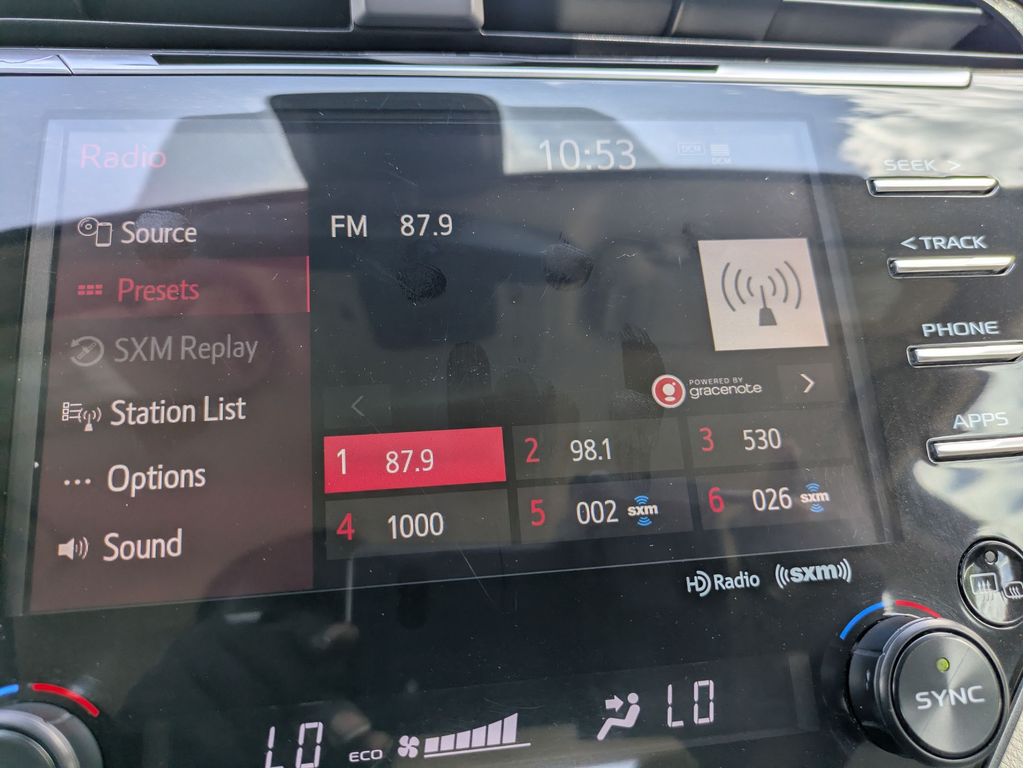 Radio
10:53
DCM
DCM
SEEK >
Source
FM 87.9
< TRACK
Presets
SXM Replay
PHONE
POWERED BY
gracenote
>
<
Station List
APPS
1 87.9
2 98.1
3 530
Options
4 1000
5 002 sxm
6 026 sxm
Sound
HD Radio
((sxm))
SYNC
LO
ECO
LO